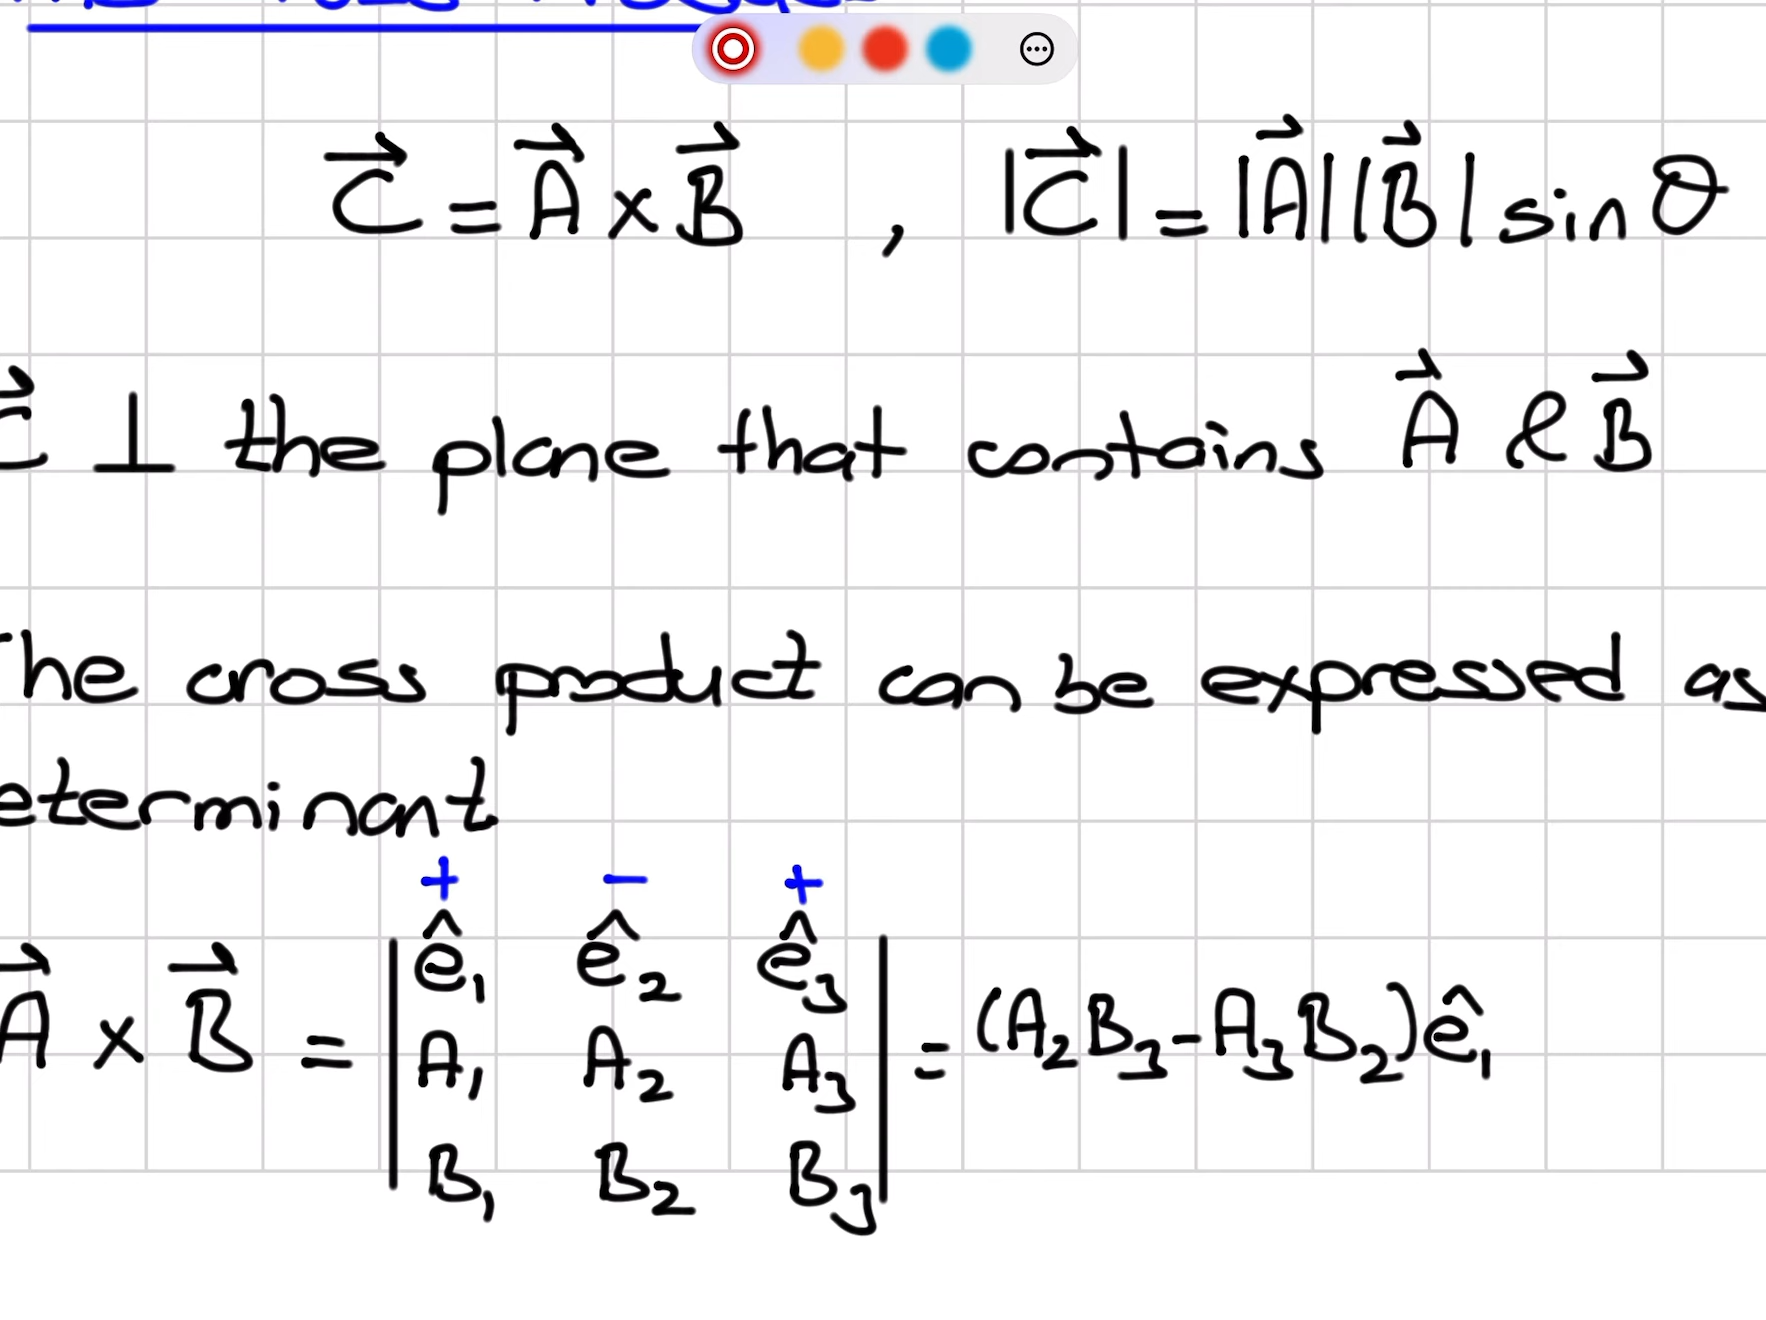 C⃗ = A⃗ × B⃗ , |C⃗| = |A⃗||B⃗| sin θ
C⃗ ⊥ the plane that contains A⃗ & B⃗
The cross product can be expressed as
eterminant
+ − +
A⃗ × B⃗ = | ê₁ ê₂ ê₃ | = (A₂B₃ - A₃B₂) ê₁
A₁ A₂ A₃
B₁ B₂ B₃